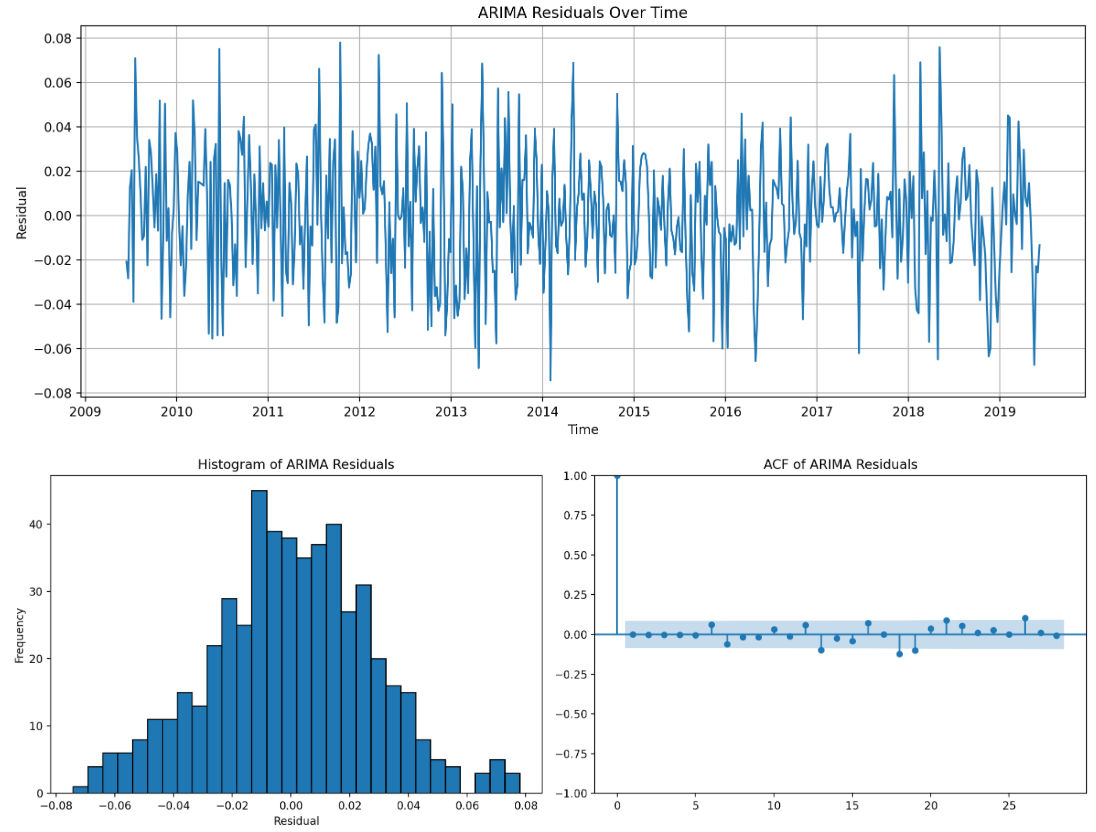 ARIMA Residuals Over Time
Residual
0.08
0.06
0.04
0.02
0.00
−0.02
−0.04
−0.06
−0.08
2009 2010 2011 2012 2013 2014 2015 2016 2017 2018 2019
Time
Histogram of ARIMA Residuals
Frequency
40
30
20
10
0
−0.08 −0.06 −0.04 −0.02 0.00 0.02 0.04 0.06 0.08
Residual
ACF of ARIMA Residuals
1.00
0.75
0.50
0.25
0.00
−0.25
−0.50
−0.75
−1.00
0 5 10 15 20 25